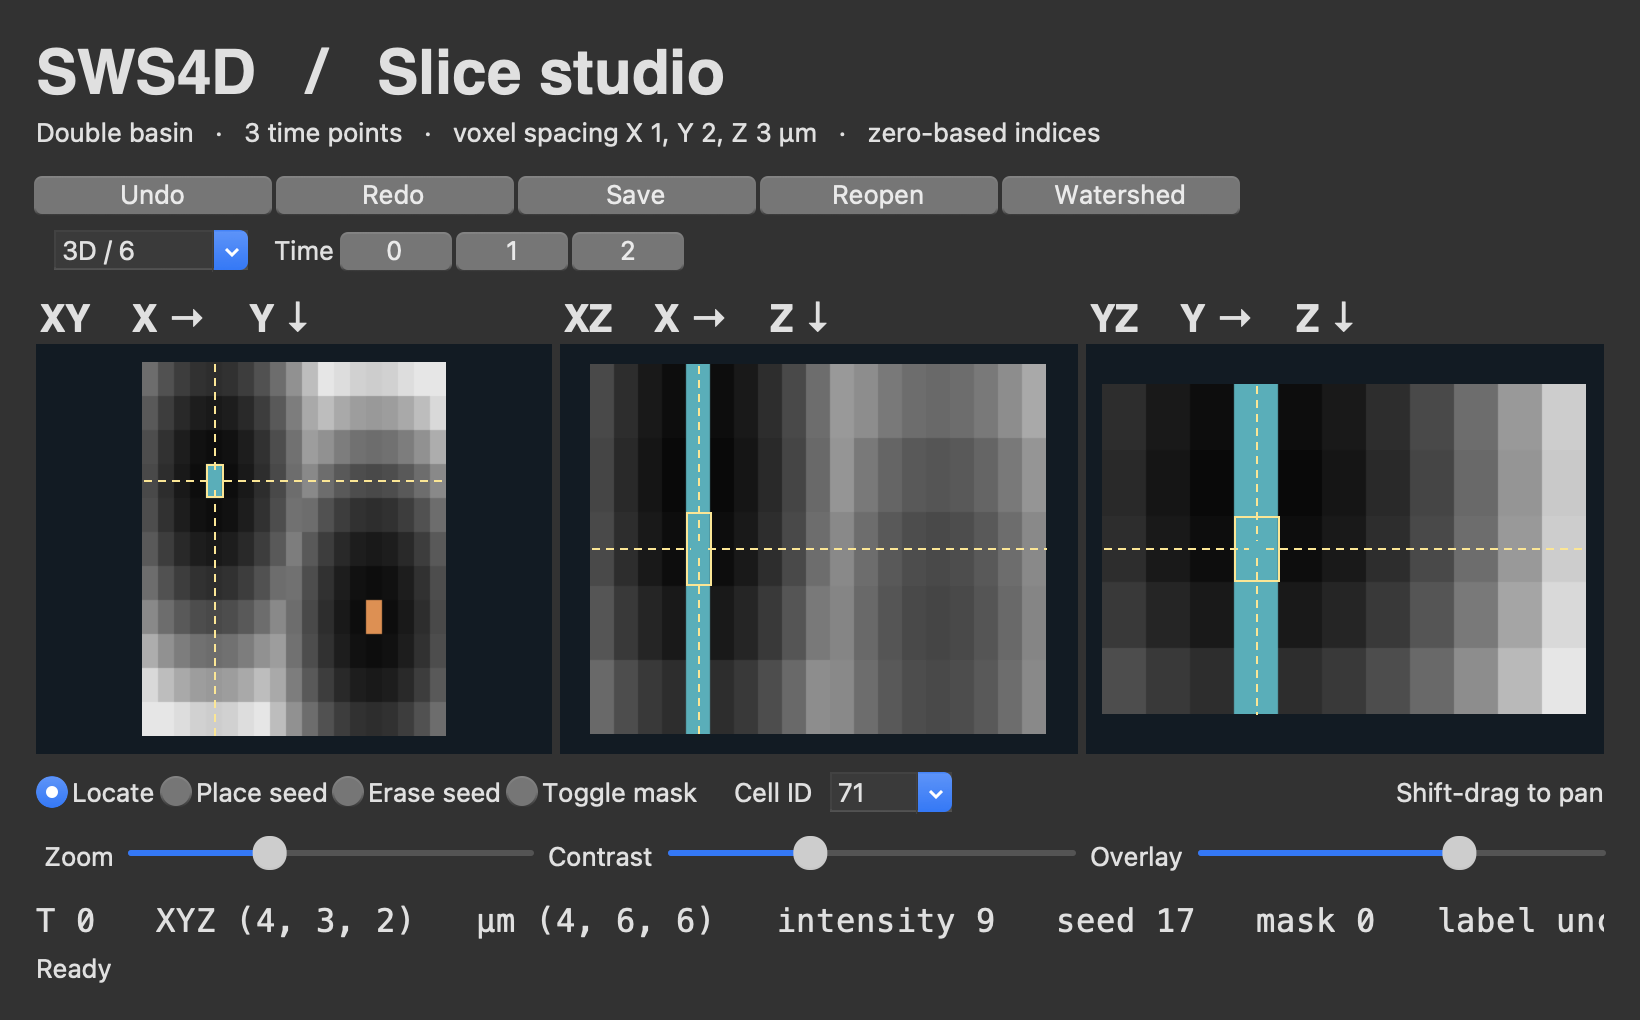 SWS4D / Slice studio
Double basin · 3 time points · voxel spacing X 1, Y 2, Z 3 µm · zero-based indices
Undo Redo Save Reopen Watershed
3D / 6 Time 0 1 2
XY X → Y ↓ XZ X → Z ↓ YZ Y → Z ↓
Locate Place seed Erase seed Toggle mask Cell ID 71 Shift-drag to pan
Zoom Contrast Overlay
T 0 XYZ (4, 3, 2) µm (4, 6, 6) intensity 9 seed 17 mask 0 label
Ready